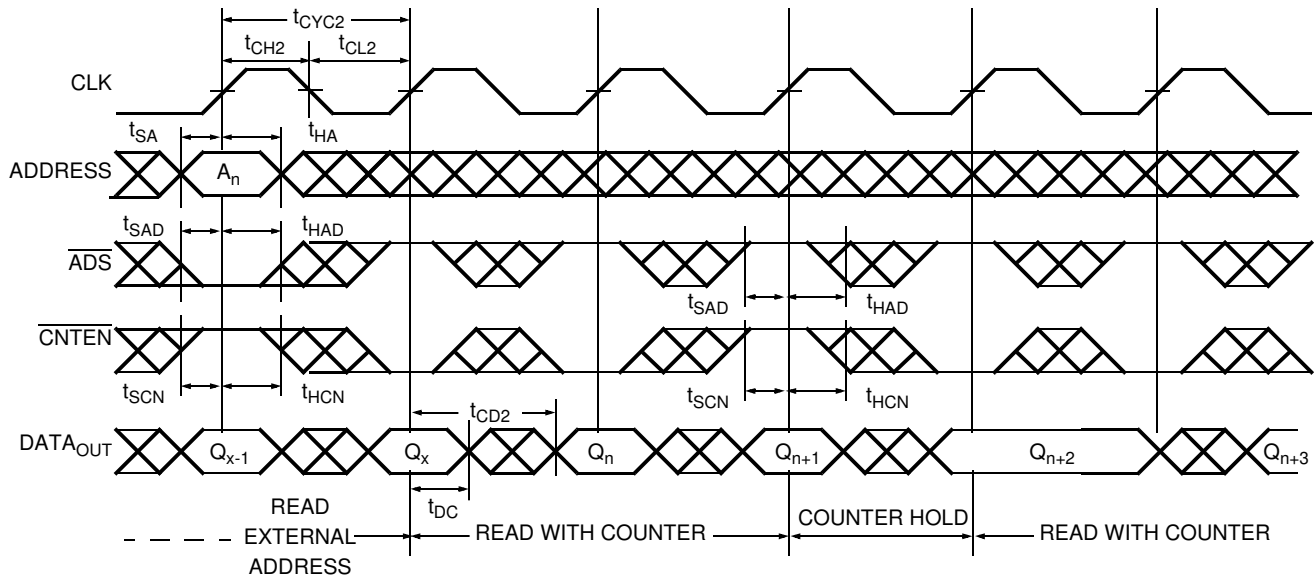 tCYC2
tCH2 tCL2
CLK
tSA tHA
ADDRESS An
tSAD tHAD
ADS
tSAD tHAD
CNTEN
tSCN tHCN tSCN tHCN
tCD2
DATAOUT Qx-1 Qx Qn Qn+1 Qn+2 Qn+3
tDC
READ
EXTERNAL
ADDRESS
READ WITH COUNTER
COUNTER HOLD
READ WITH COUNTER